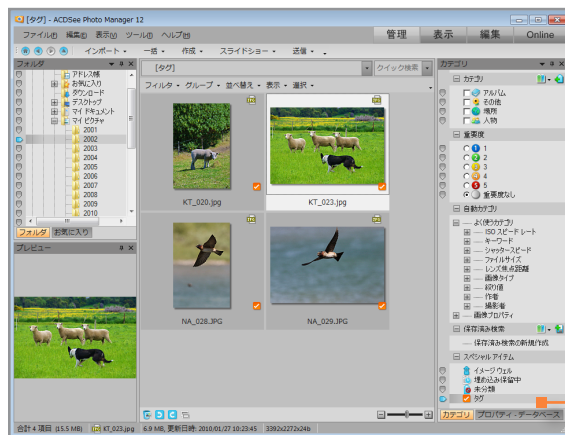 [タグ] - ACDSee Photo Manager 12
ファイル(F) 編集(E) 表示(V) ツール(T) ヘルプ(H)
管理 表示 編集 Online
インポート 一括 作成 スライドショー 送信
フォルダ
アドレス帳
お気に入り
ダウンロード
デスクトップ
マイ ドキュメント
マイ ピクチャ
2001
2002
2003
2004
2005
2006
2007
2008
2009
2010
フォルダ お気に入り
プレビュー
[タグ]
クイック検索
フィルタ グループ 並べ替え 表示 選択
KT_020.jpg
KT_023.jpg
NA_028.JPG
NA_029.JPG
カテゴリ
カテゴリ
アルバム
その他
場所
人物
重要度
1 1
2 2
3 3
4 4
5 5
重要度なし
自動カテゴリ
よく使うカテゴリ
ISO スピード レート
キーワード
シャッタースピード
ファイルサイズ
レンズ焦点距離
画像タイプ
絞り値
作者
撮影者
画像プロパティ
保存済み検索
保存済み検索の新規作成
スペシャル アイテム
イメージ ウェル
埋め込み保留中
未分類
タグ
カテゴリ プロパティ - データベース
合計 4 項目 (15.5 MB) KT_023.jpg 6.9 MB, 更新日時: 2010/01/27 10:23:45 3392x2272x24b